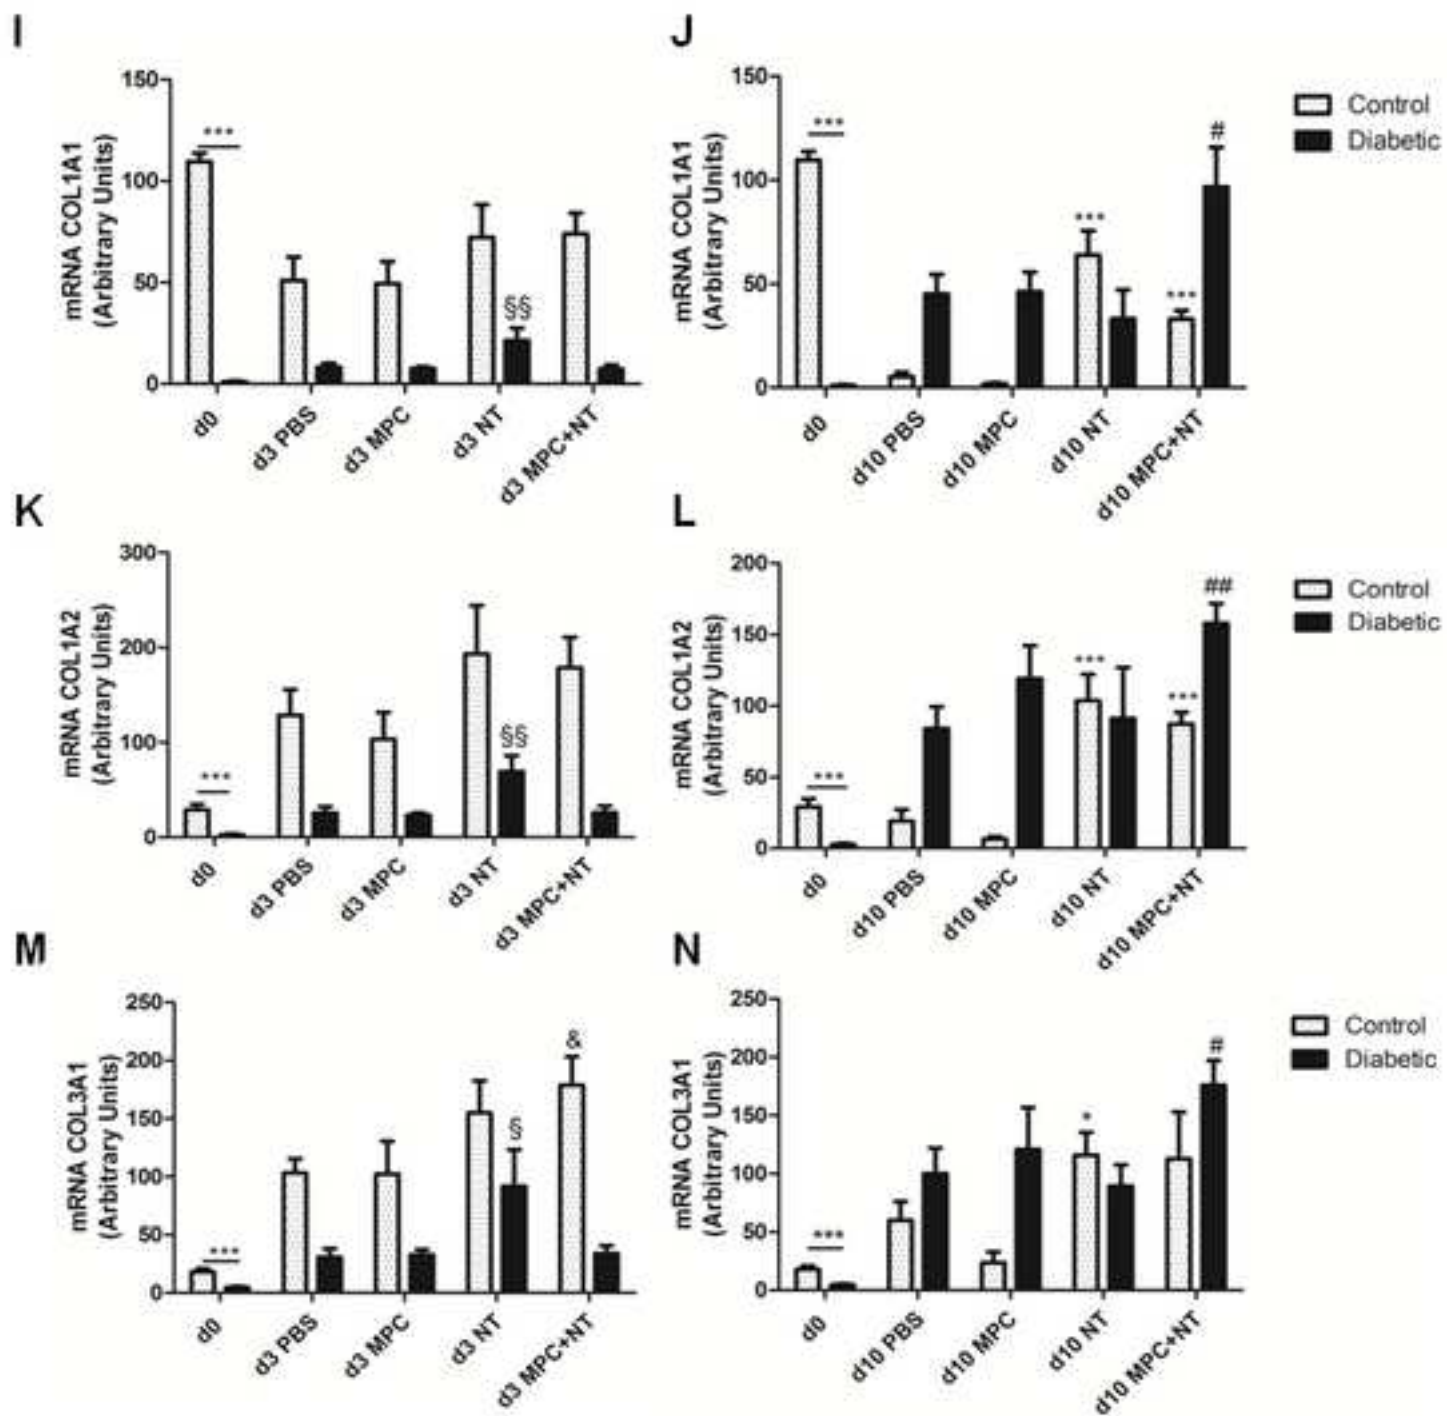 I
mRNA COL1A1
(Arbitrary Units)
150
100
50
0
***
§§
d0
d3 PBS
d3 MPC
d3 NT
d3 MPC+NT
J
mRNA COL1A1
(Arbitrary Units)
150
100
50
0
***
***
***
#
d0
d10 PBS
d10 MPC
d10 NT
d10 MPC+NT
Control
Diabetic
K
mRNA COL1A2
(Arbitrary Units)
300
200
100
0
***
§§
d0
d3 PBS
d3 MPC
d3 NT
d3 MPC+NT
L
mRNA COL1A2
(Arbitrary Units)
200
150
100
50
0
***
***
***
##
d0
d10 PBS
d10 MPC
d10 NT
d10 MPC+NT
Control
Diabetic
M
mRNA COL3A1
(Arbitrary Units)
250
200
150
100
50
0
***
§
§
d0
d3 PBS
d3 MPC
d3 NT
d3 MPC+NT
N
mRNA COL3A1
(Arbitrary Units)
250
200
150
100
50
0
***
*
#
d0
d10 PBS
d10 MPC
d10 NT
d10 MPC+NT
Control
Diabetic